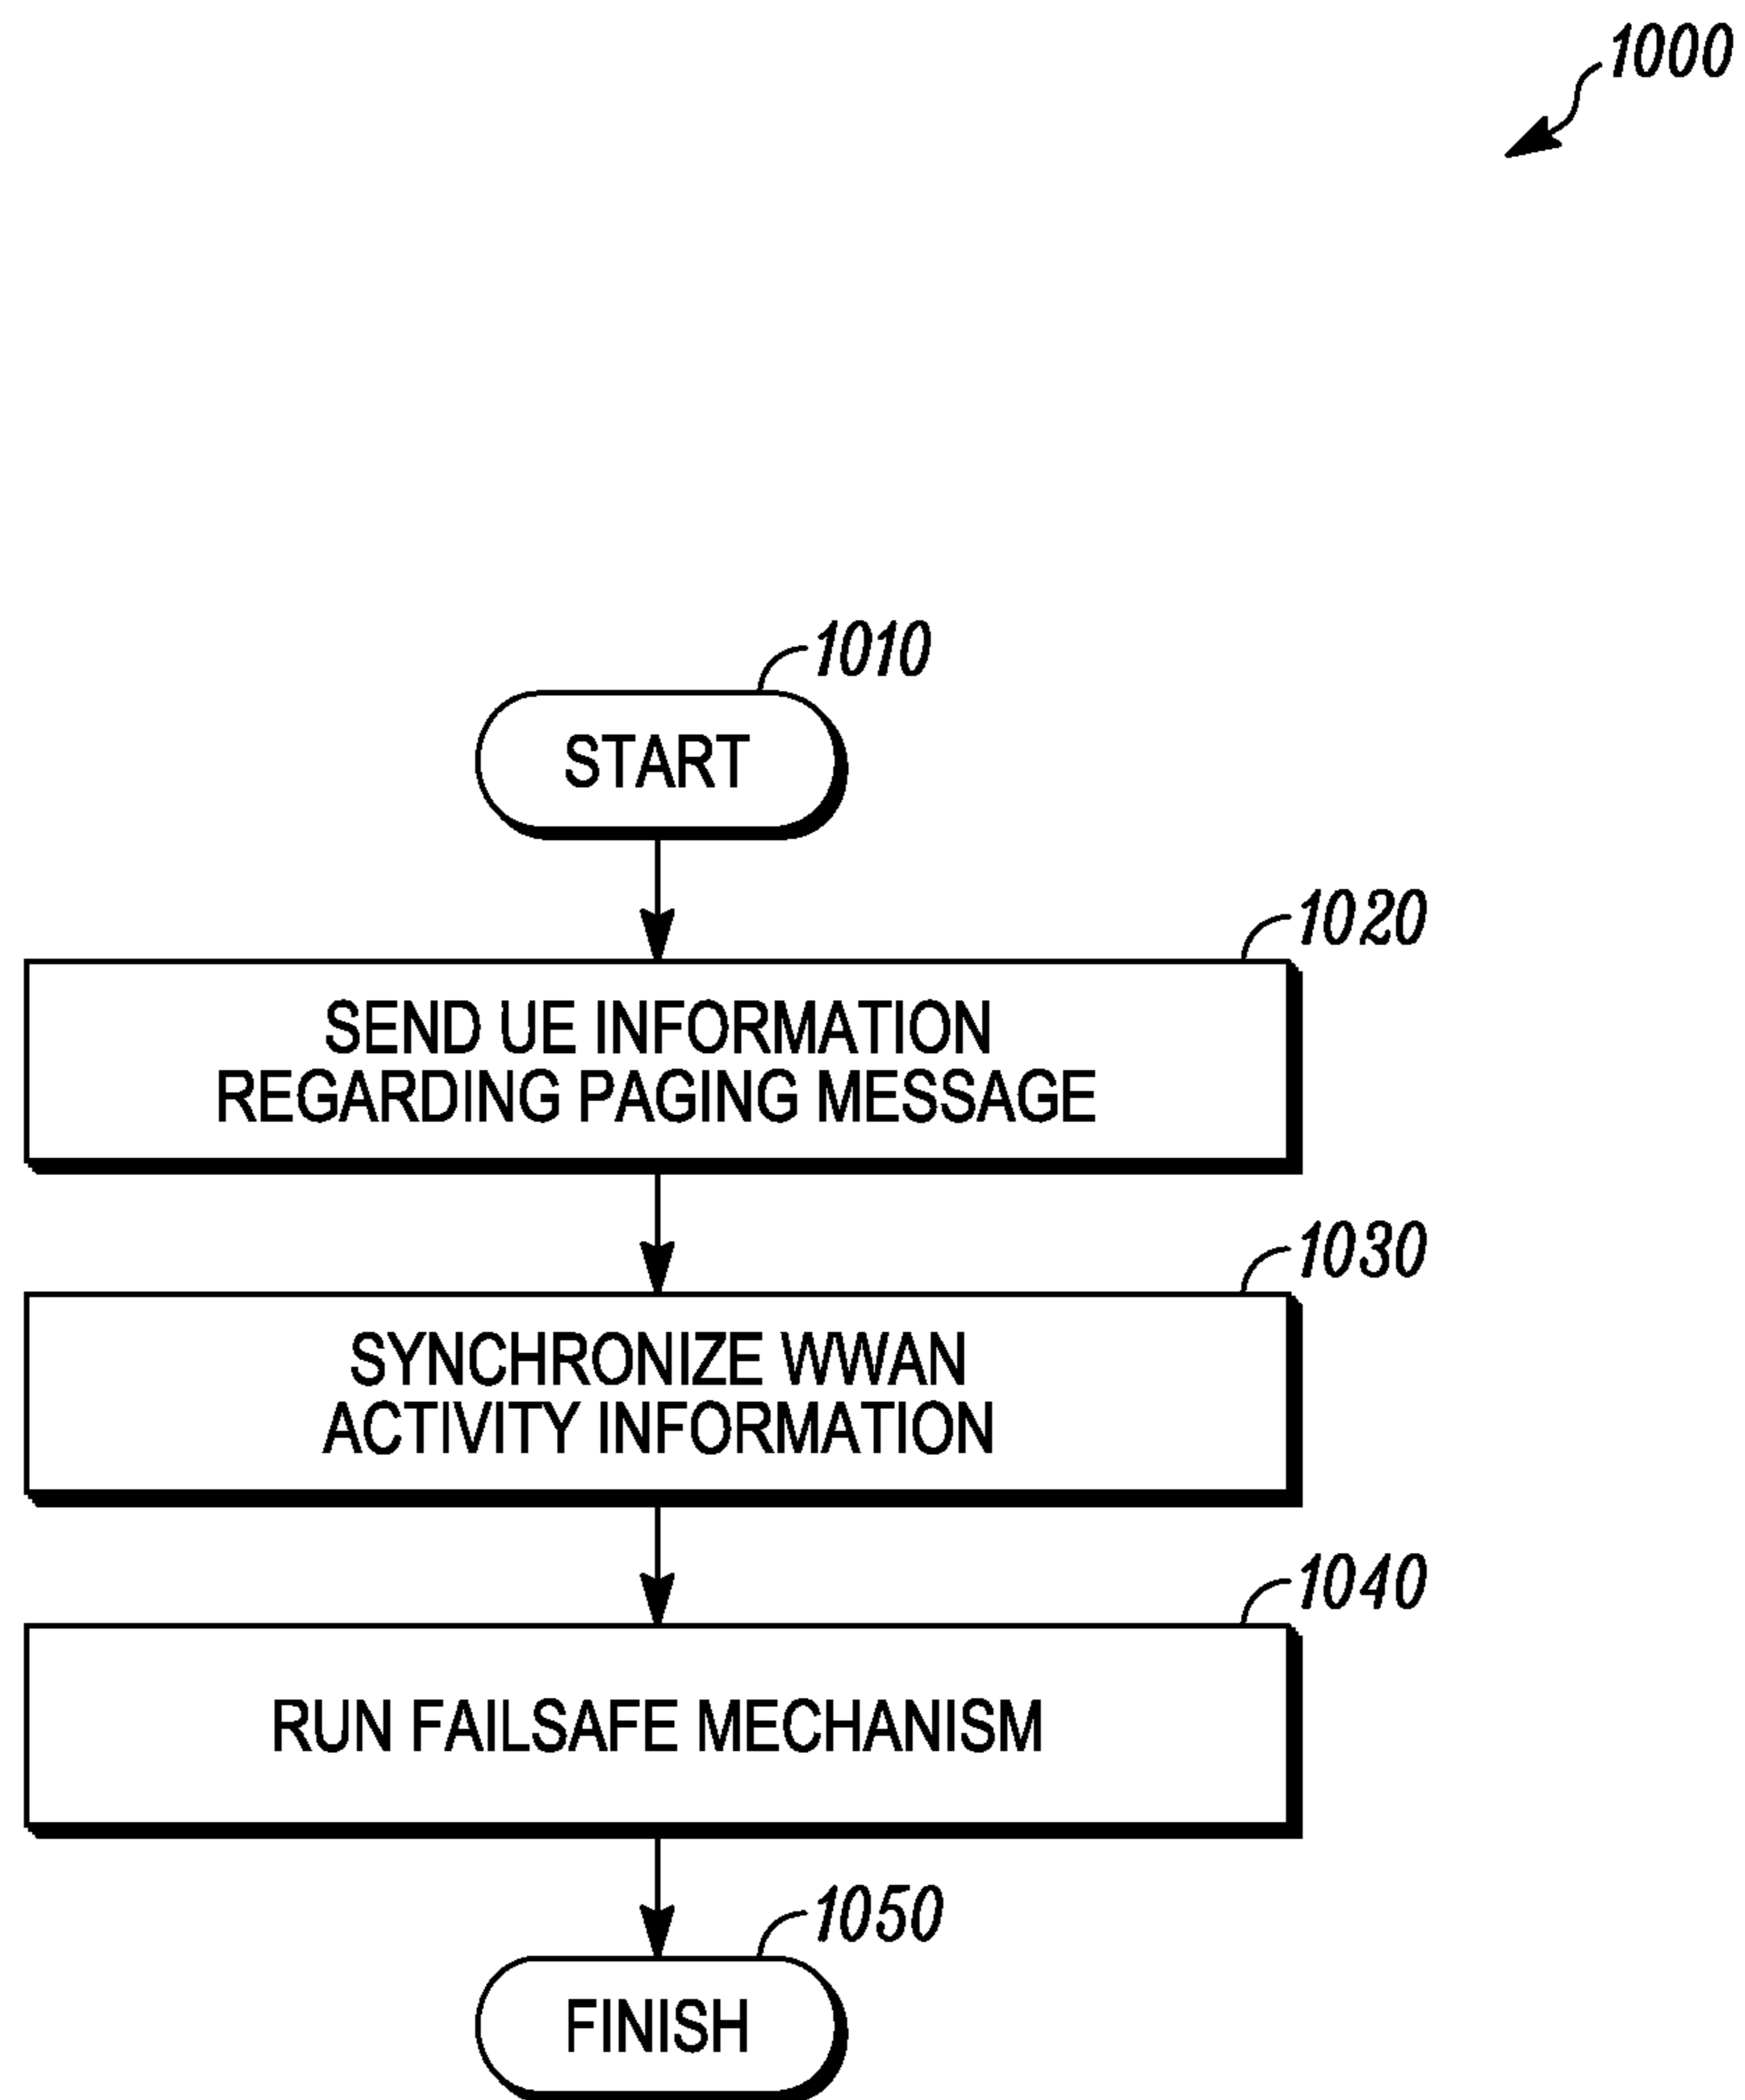 1000
1010
START
1020
SEND UE INFORMATION
REGARDING PAGING MESSAGE
1030
SYNCHRONIZE WWAN
ACTIVITY INFORMATION
1040
RUN FAILSAFE MECHANISM
1050
FINISH